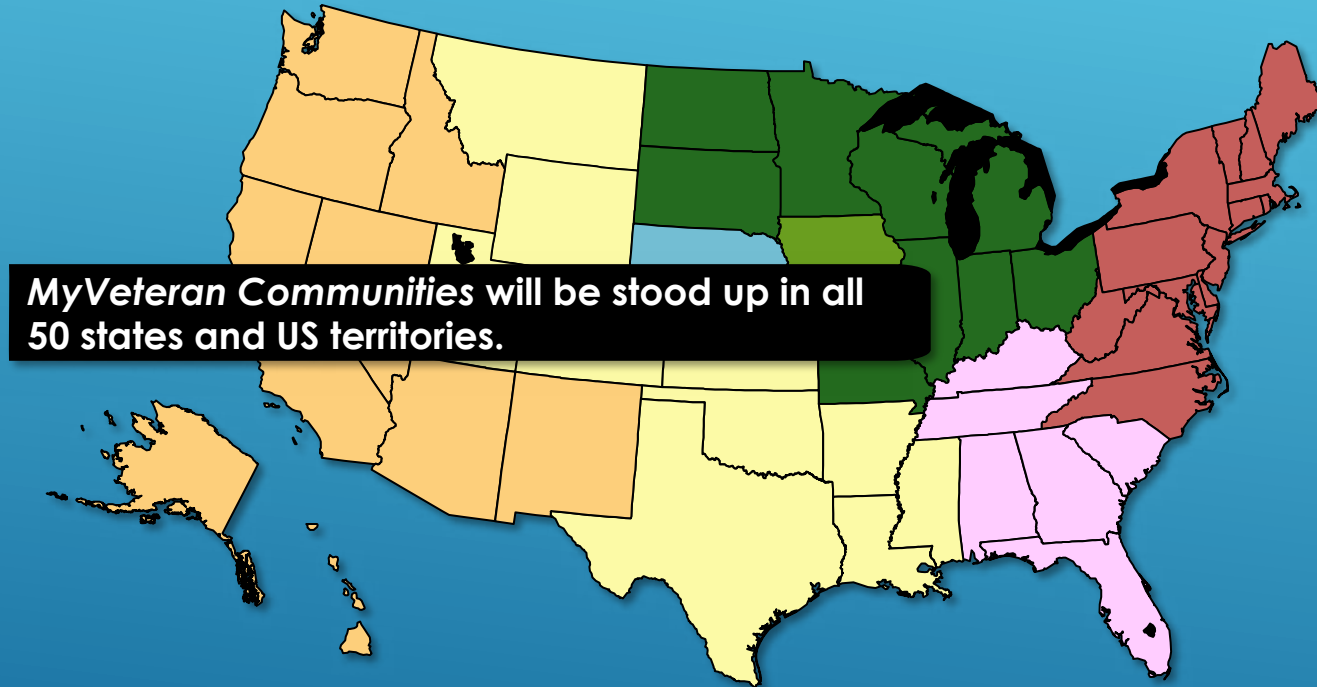 MyVeteran Communities will be stood up in all
50 states and US territories.